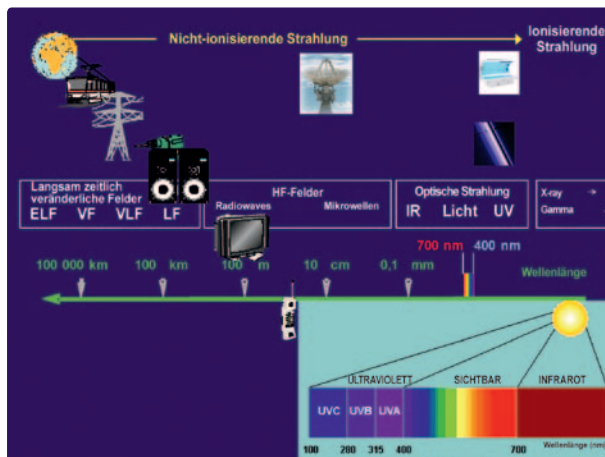 Nicht-ionisierende Strahlung
Ionisierende
Strahlung
Langsam zeitlich
veränderliche Felder
ELF VF VLF LF
HF-Felder
Radiowaves Mikrowellen
Optische Strahlung
IR Licht UV
X-ray →
Gamma
700 nm 400 nm
100 000 km 100 km 100 m 10 cm 0,1 mm Wellenlänge
ULTRAVIOLETT SICHTBAR INFRAROT
UVC UVB UVA
100 280 315 400 700 Wellenlänge (nm)